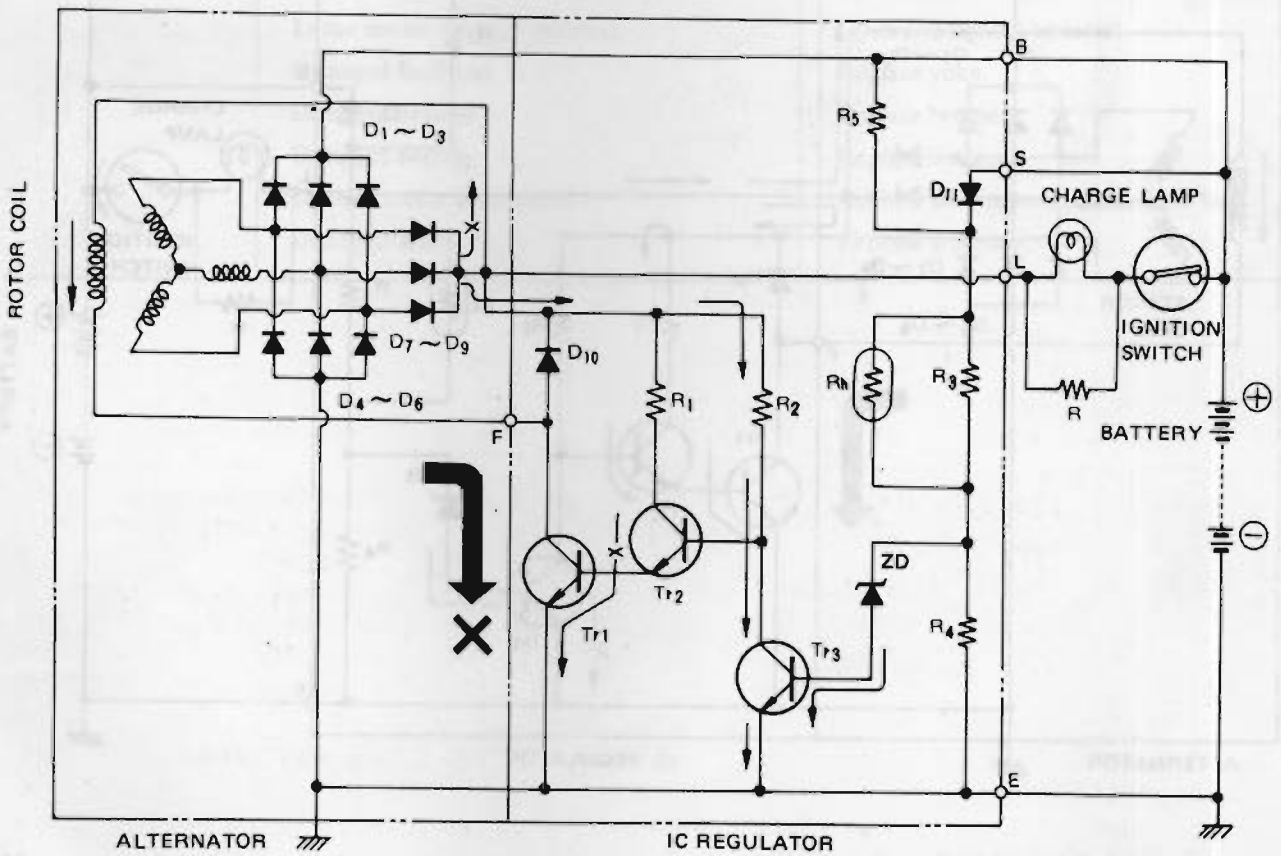 B
R5
D1 ~ D3
S
D11
CHARGE LAMP
L
ROTOR COIL
IGNITION
SWITCH
D7 ~ D9
D10
Rh
R3
R1
R2
R
D4 ~ D6
F
BATTERY
+
−
ZD
Tr2
Tr1
R4
Tr3
E
ALTERNATOR
IC REGULATOR